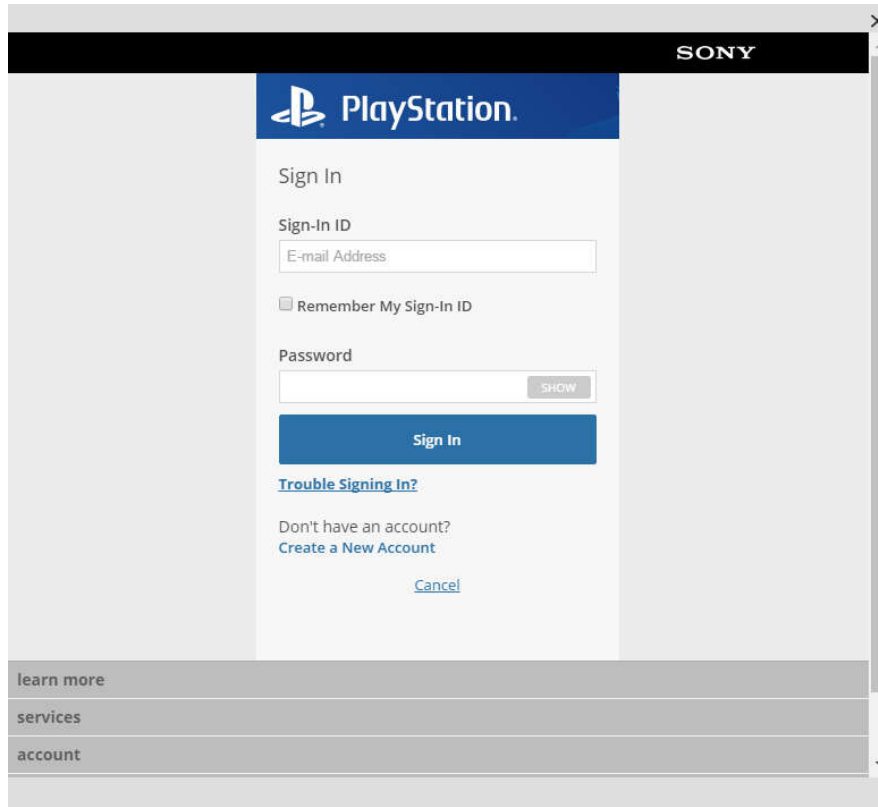 SONY
PlayStation.
Sign In
Sign-In ID
E-mail Address
Remember My Sign-In ID
Password
SHOW
Sign In
Trouble Signing In?
Don't have an account?
Create a New Account
Cancel
learn more
services
account